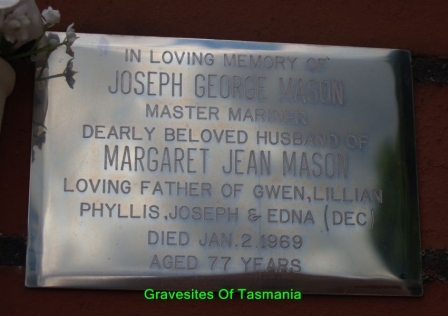 IN LOVING MEMORY OF
JOSEPH GEORGE MASON
MASTER MARINER
DEARLY BELOVED HUSBAND OF
MARGARET JEAN MASON
LOVING FATHER OF GWEN, LILLIAN
PHYLLIS, JOSEPH & EDNA (DEC)
DIED JAN. 2. 1969
AGED 77 YEARS
Gravesites Of Tasmania